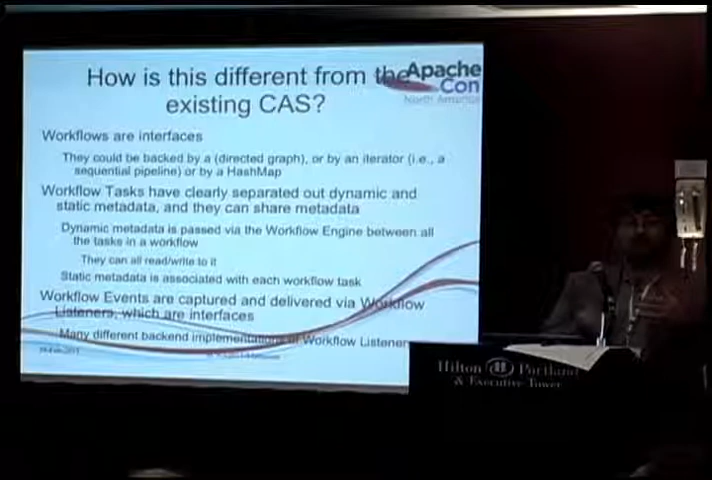 How is this different from the
existing CAS?
Apache
Con
North America
Workflows are interfaces
They could be backed by a (directed graph), or by an iterator (i.e., a
sequential pipeline) or by a HashMap
Workflow Tasks have clearly separated out dynamic and
static metadata, and they can share metadata
Dynamic metadata is passed via the Workflow Engine between all
the tasks in a workflow
They can all read/write to it
Static metadata is associated with each workflow task
Workflow Events are captured and delivered via Workflow
Listeners, which are interfaces
Many different backend implementations of Workflow Listener
Hilton Portland
& Executive Tower